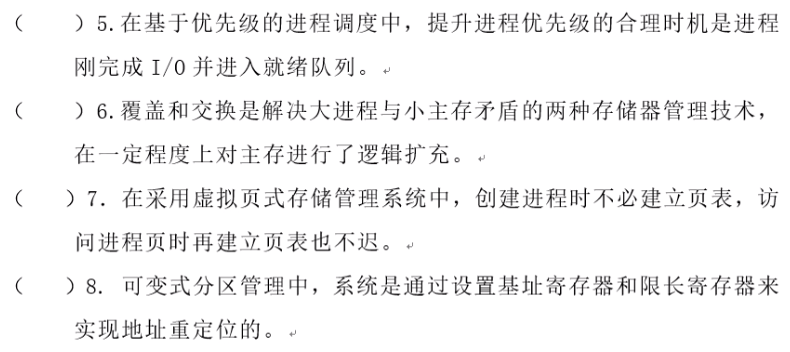 （　　）5.在基于优先级的进程调度中，提升进程优先级的合理时机是进程
刚完成 I/O 并进入就绪队列。
（　　）6.覆盖和交换是解决大进程与小主存矛盾的两种存储器管理技术，
在一定程度上对主存进行了逻辑扩充。
（　　）7. 在采用虚拟页式存储管理系统中，创建进程时不必建立页表，访
问进程页时再建立页表也不迟。
（　　）8. 可变式分区管理中，系统是通过设置基址寄存器和限长寄存器来
实现地址重定位的。